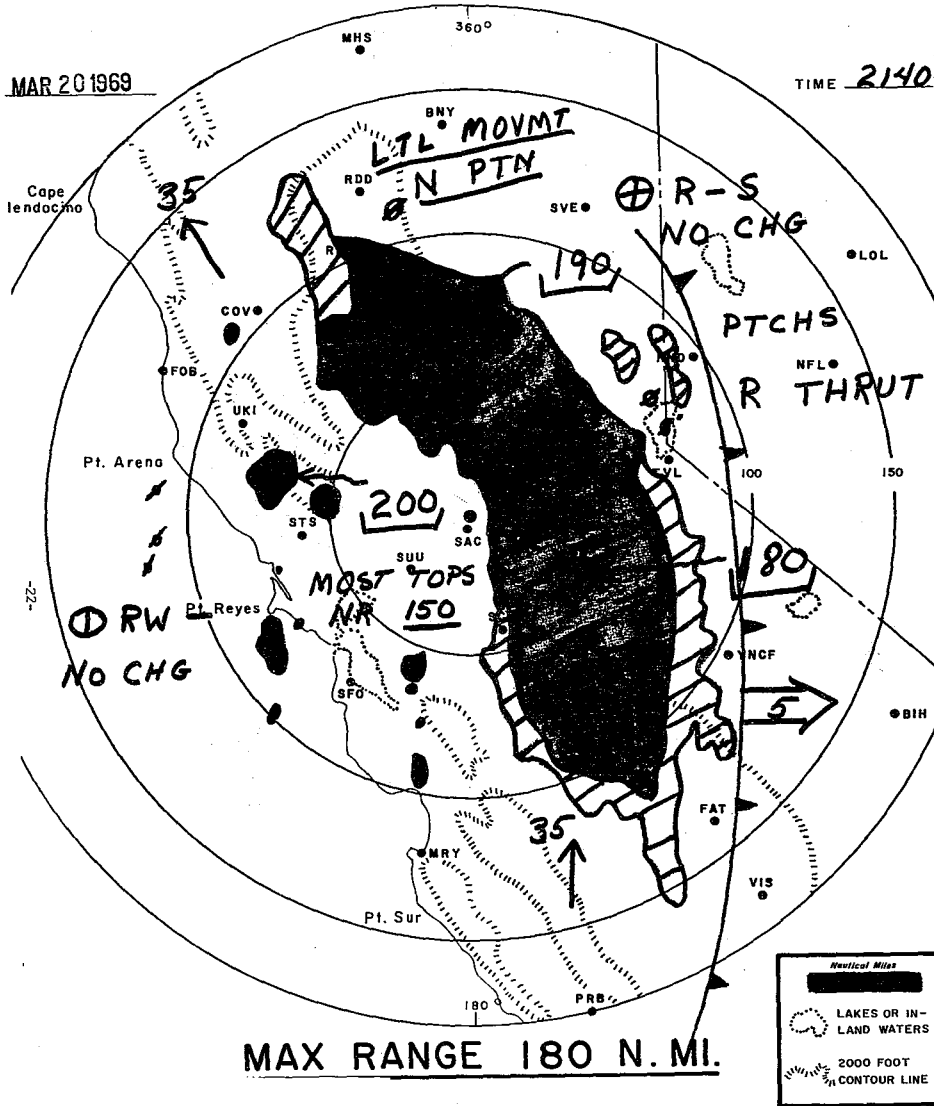 360°
MHS
MAR 20 1969
TIME 2140
BNY
LTL MOVMT
N PTN
RDD
Cape
35
SVE
R-S
NO CHG
LOL
190
COV
PTCHS
FOB
NFL
R THRUT
UKI
Pt. Arena
100
150
STS
200
SAC
SUU
80
MOST TOPS
NR 150
-22-
RW
Pt. Reyes
NO CHG
SFO
5
BIH
FAT
35
MRY
VIS
Pt. Sur
180
PRB
MAX RANGE 180 N. MI.
Nautical Miles
LAKES OR IN-
LAND WATERS
2000 FOOT
CONTOUR LINE